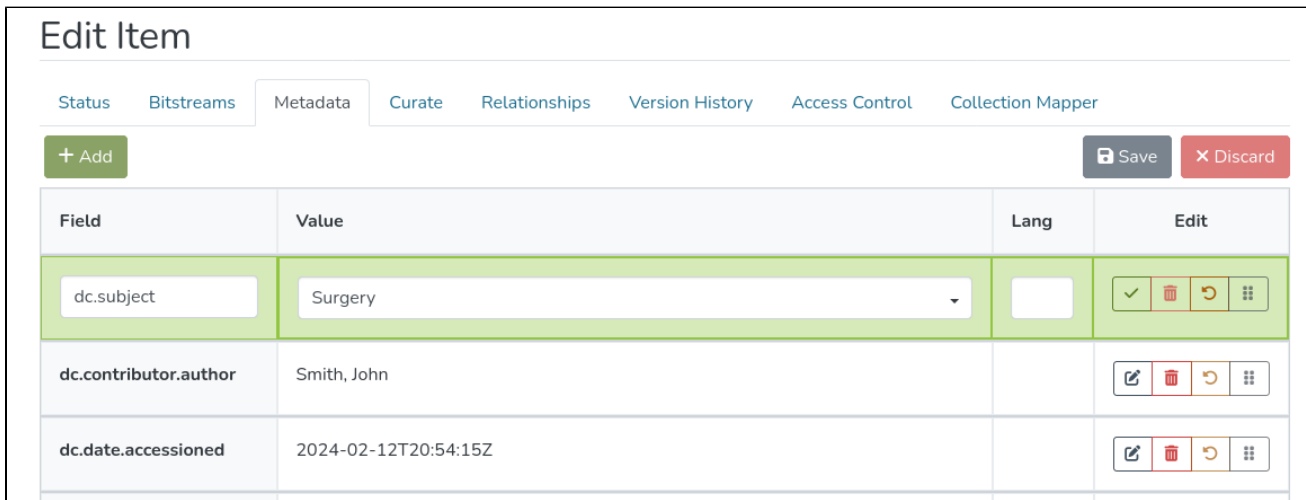 Edit Item
Status Bitstreams Metadata Curate Relationships Version History Access Control Collection Mapper
+ Add Save × Discard
Field Value Lang Edit
dc.subject Surgery
dc.contributor.author Smith, John
dc.date.accessioned 2024-02-12T20:54:15Z